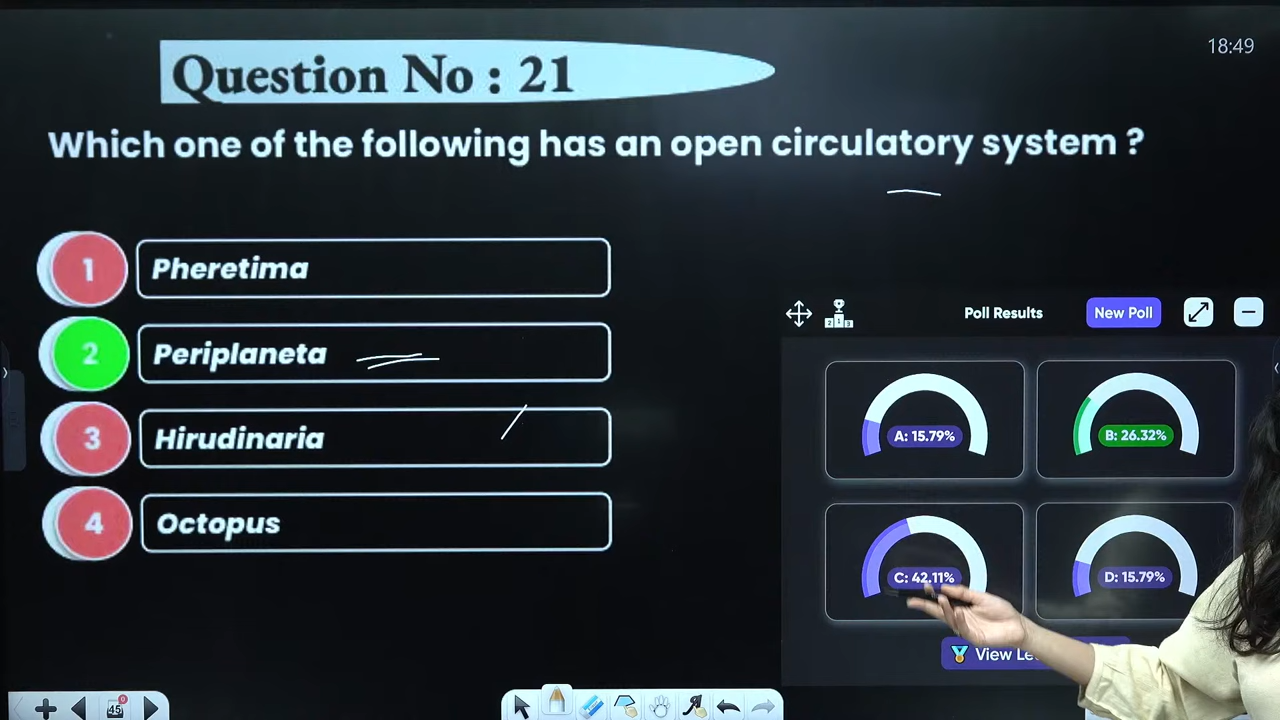 18:49
Question No : 21
Which one of the following has an open circulatory system ?
1 Pheretima
2 Periplaneta
3 Hirudinaria
4 Octopus
Poll Results New Poll
A: 15.79% B: 26.32%
C: 42.11% D: 15.79%
View
45